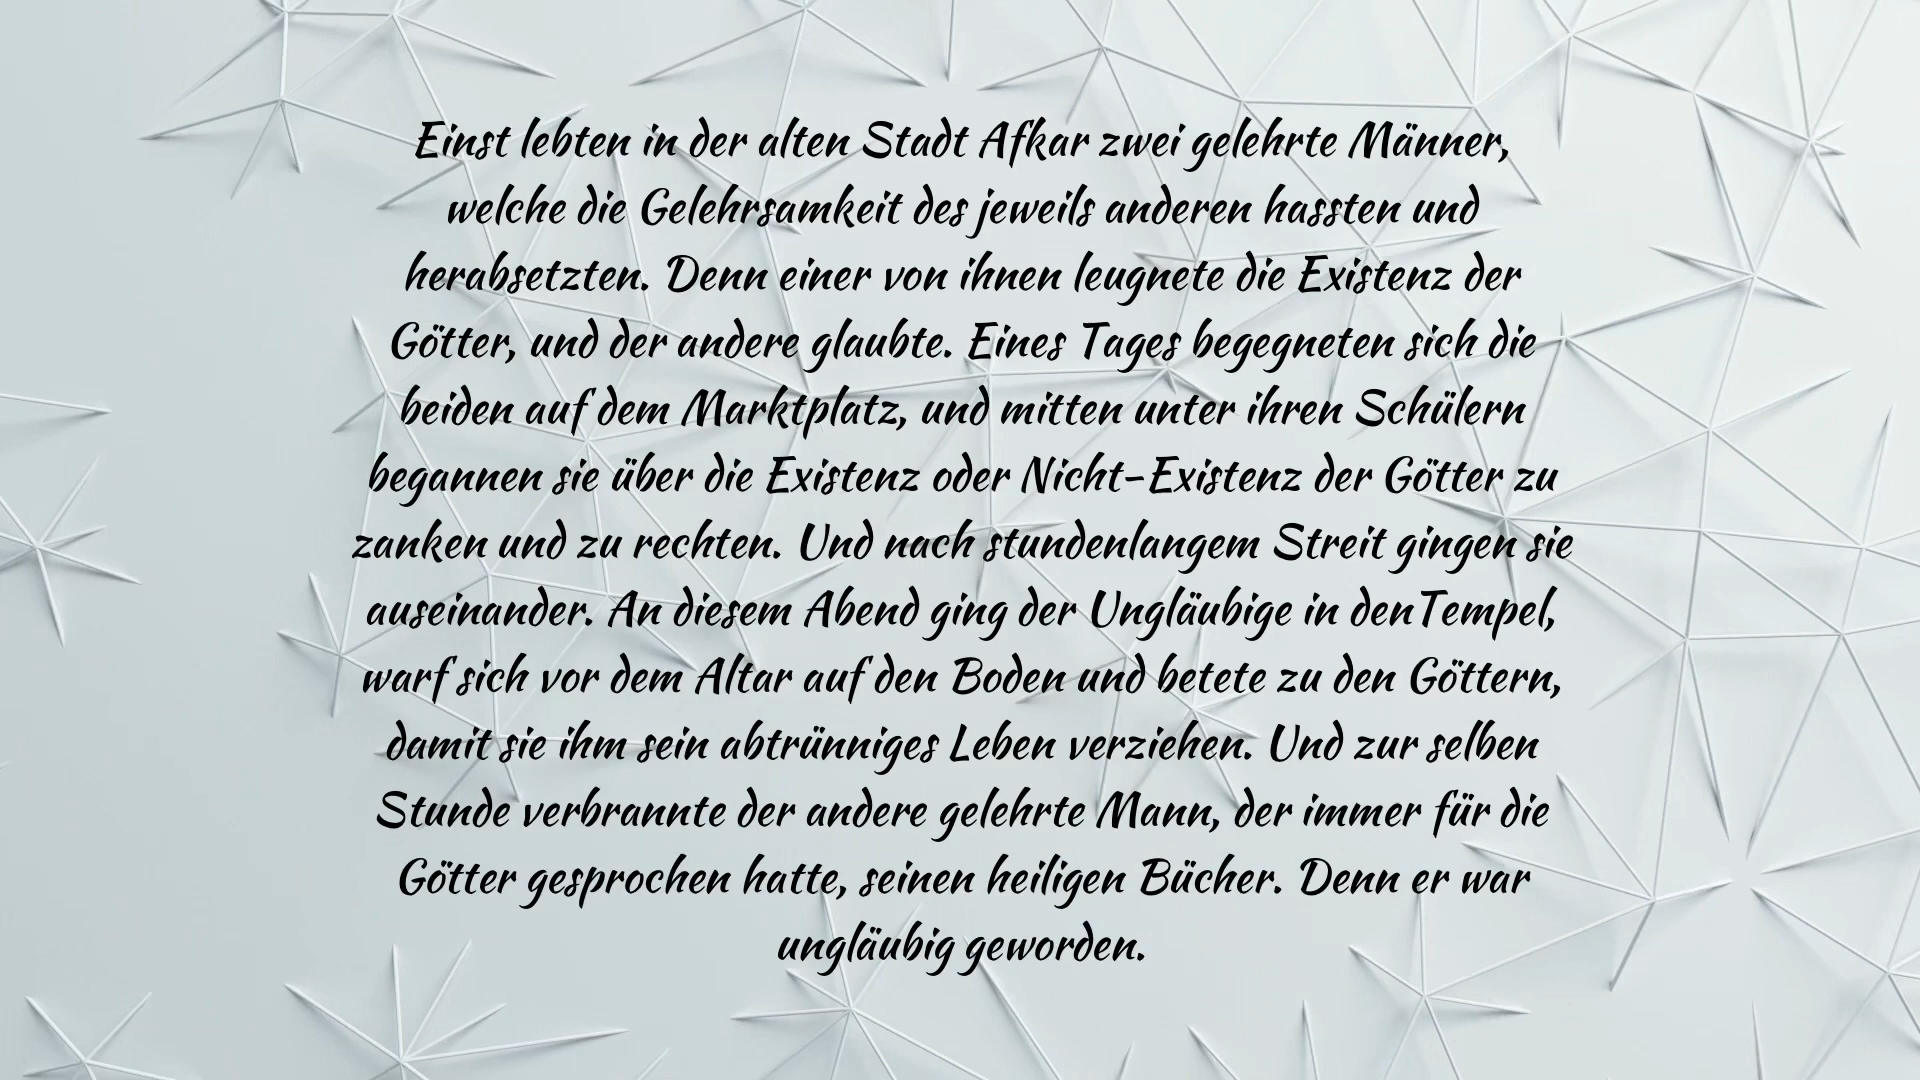 Einst lebten in der alten Stadt Afkar zwei gelehrte Männer,
welche die Gelehrsamkeit des jeweils anderen hassten und
herabsetzten. Denn einer von ihnen leugnete die Existenz der
Götter, und der andere glaubte. Eines Tages begegneten sich die
beiden auf dem Marktplatz, und mitten unter ihren Schülern
begannen sie über die Existenz oder Nicht-Existenz der Götter zu
zanken und zu rechten. Und nach stundenlangem Streit gingen sie
auseinander. An diesem Abend ging der Ungläubige in denTempel,
warf sich vor dem Altar auf den Boden und betete zu den Göttern,
damit sie ihm sein abtrünniges Leben verziehen. Und zur selben
Stunde verbrannte der andere gelehrte Mann, der immer für die
Götter gesprochen hatte, seinen heiligen Bücher. Denn er war
ungläubig geworden.